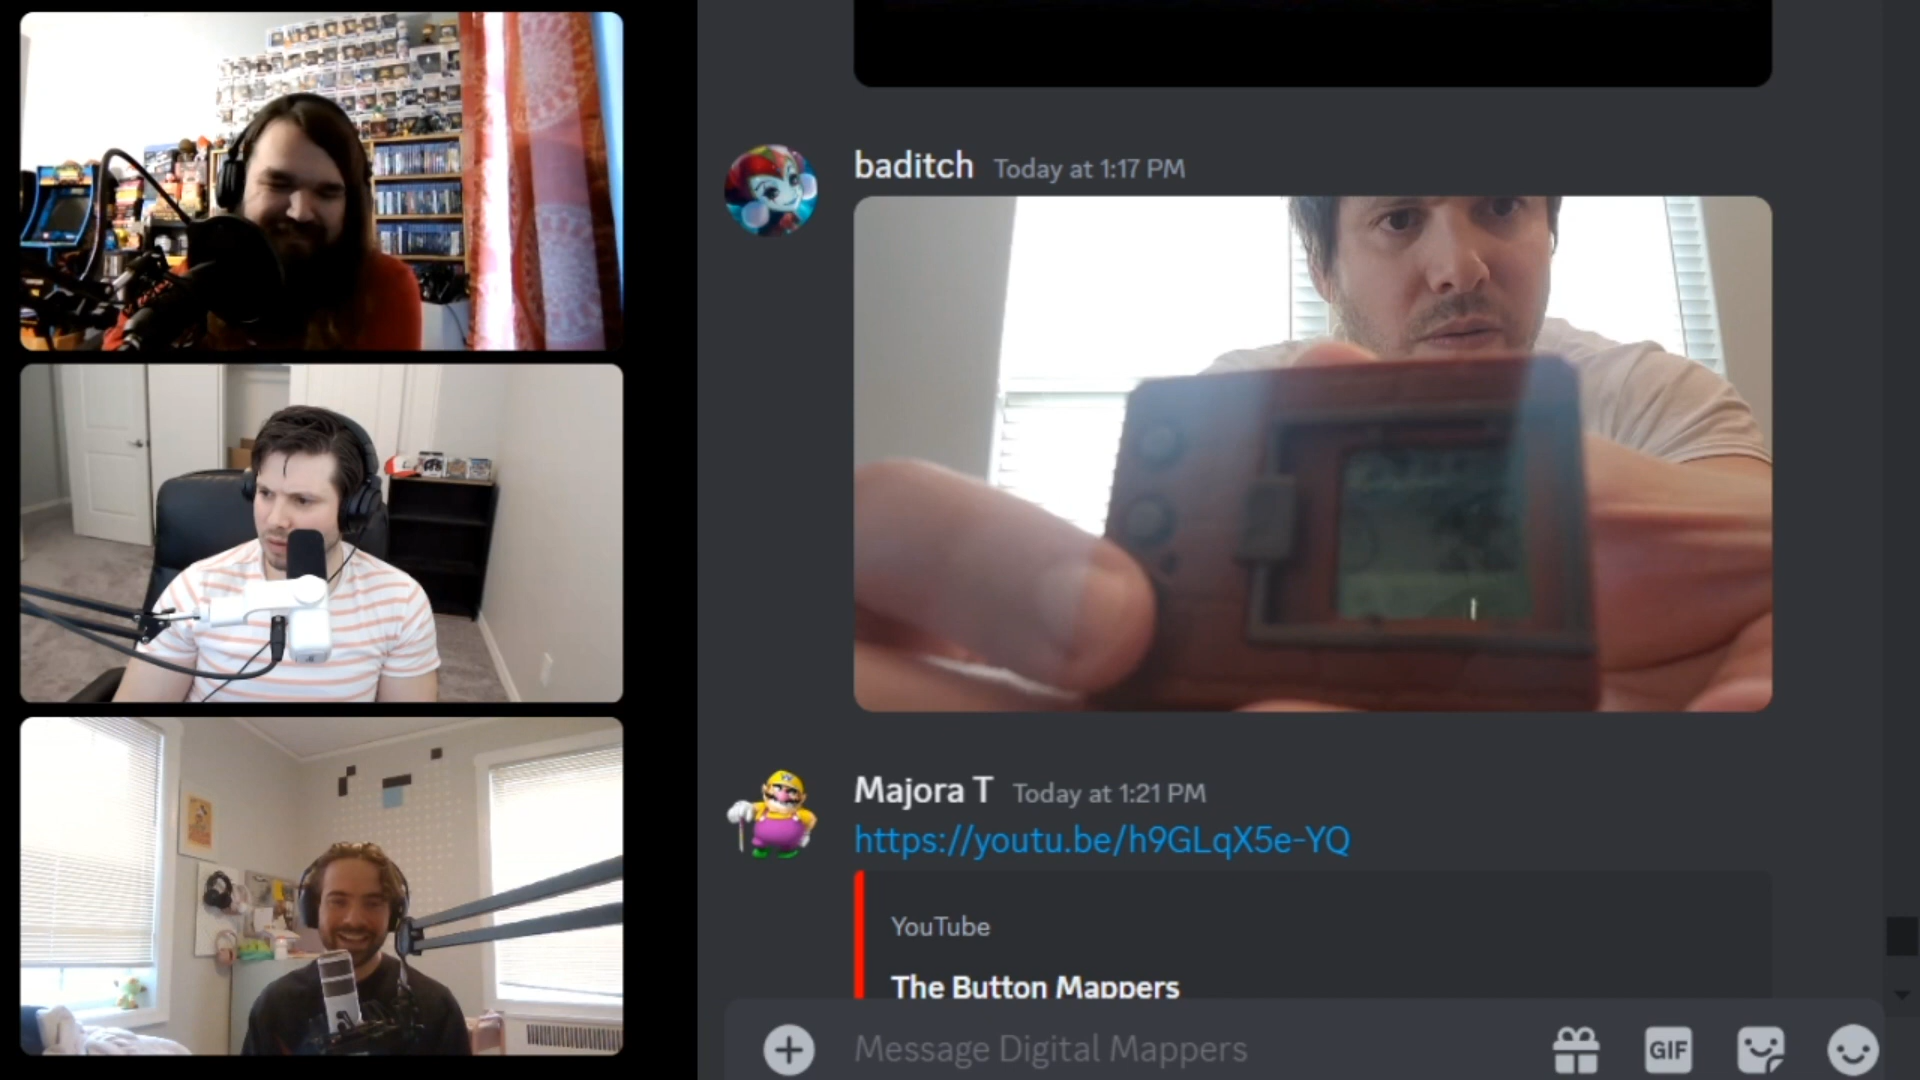 baditch Today at 1:17 PM
Majora T Today at 1:21 PM
https://youtu.be/h9GLqX5e-YQ
YouTube
The Button Mappers
Message Digital Mappers
GIF